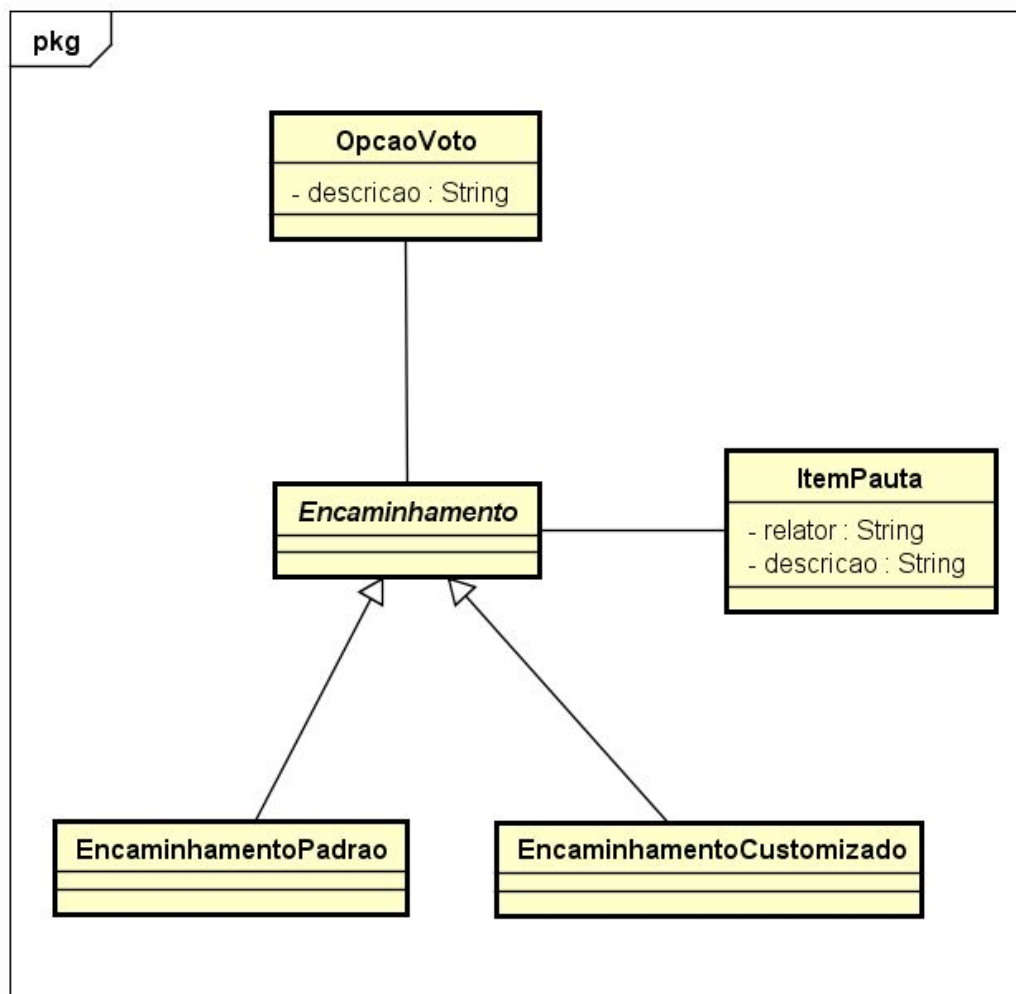 pkg
OpcaoVoto
- descricao : String
Encaminhamento
ItemPauta
- relator : String
- descricao : String
EncaminhamentoPadrao
EncaminhamentoCustomizado